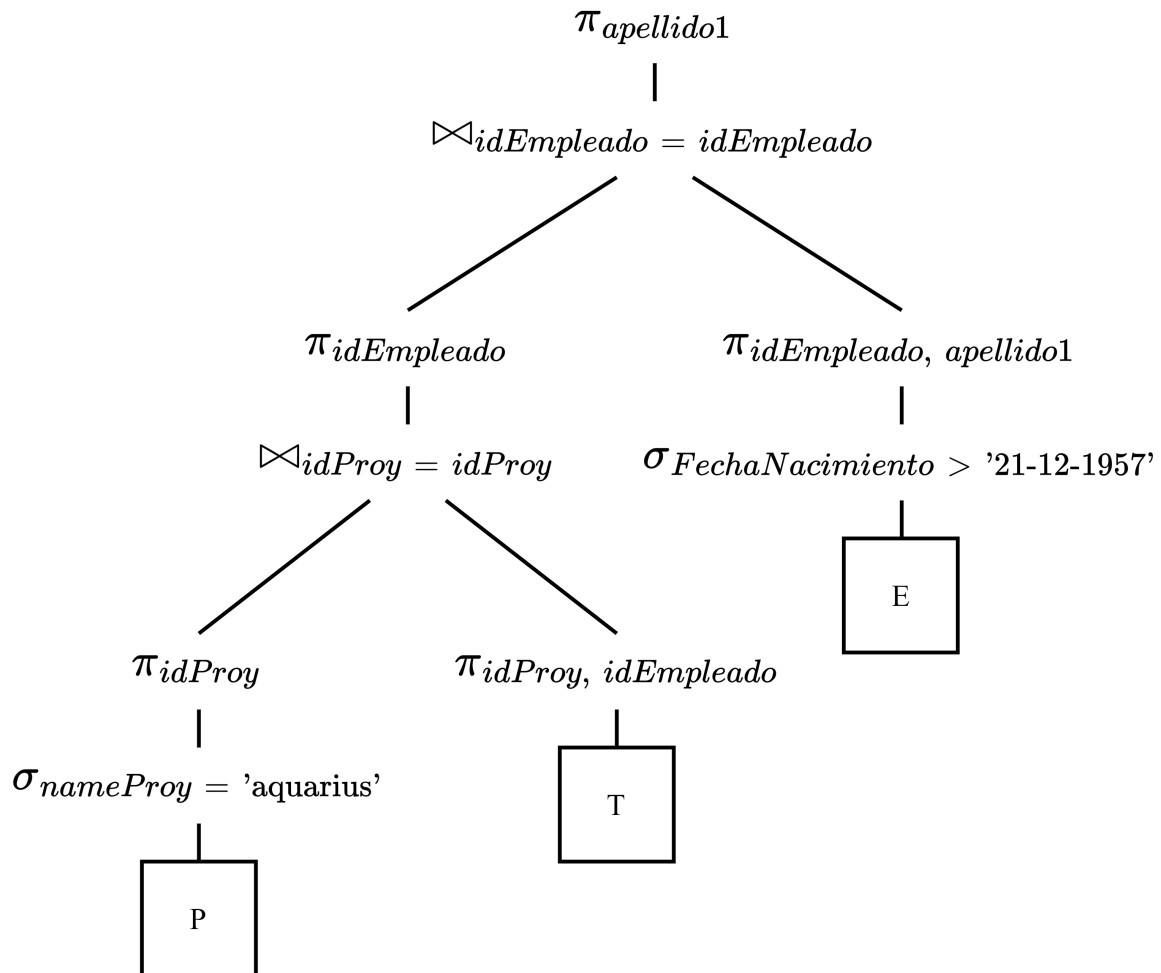 π apellido1
⋈ idEmpleado = idEmpleado
π idEmpleado
π idEmpleado, apellido1
⋈ idProy = idProy
σ FechaNacimiento > ’21-12-1957’
E
π idProy
π idProy, idEmpleado
σ nameProy = ’aquarius’
T
P